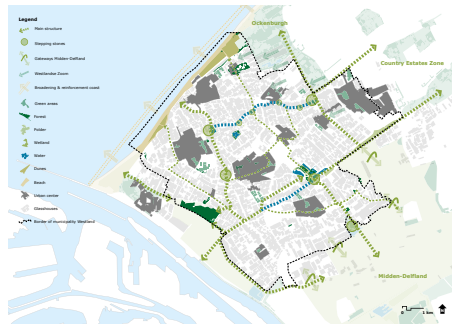 Legend
Main structure
Stepping stones
Gateways Midden-Delfland
Westlandse Zoom
Broadening & reinforcement coast
Green areas
Forest
Polder
Wetland
Water
Dunes
Beach
Urban center
Glasshouses
Border of municipality Westland
Ockenburgh
Country Estates Zone
Midden-Delfland
0 1 km